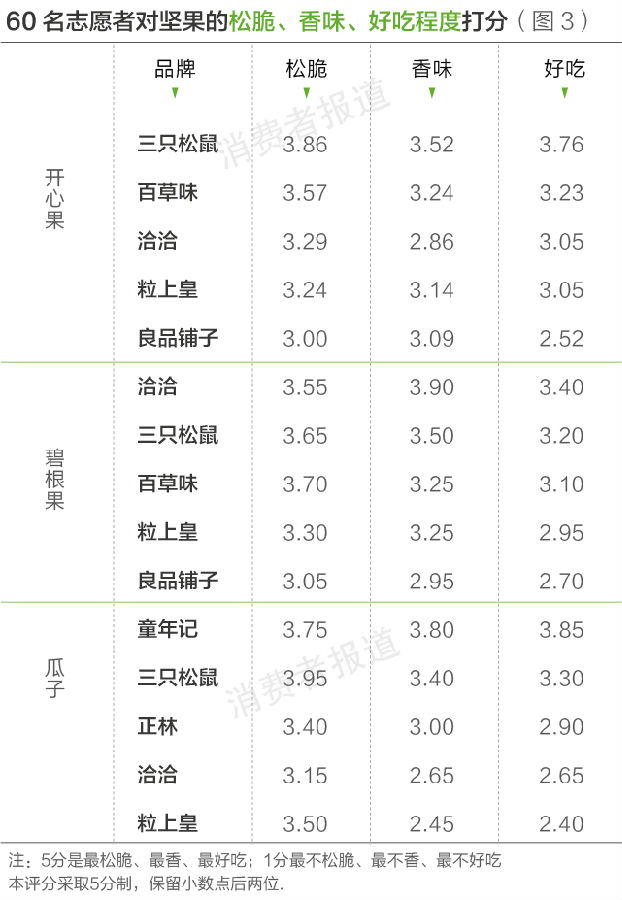 60名志愿者对坚果的松脆、香味、好吃程度打分（图3）
品牌 松脆 香味 好吃
开心果
三只松鼠 3.86 3.52 3.76
百草味 3.57 3.24 3.23
洽洽 3.29 2.86 3.05
粒上皇 3.24 3.14 3.05
良品铺子 3.00 3.09 2.52
碧根果
洽洽 3.55 3.90 3.40
三只松鼠 3.65 3.50 3.20
百草味 3.70 3.25 3.10
粒上皇 3.30 3.25 2.95
良品铺子 3.05 2.95 2.70
瓜子
童年记 3.75 3.80 3.85
三只松鼠 3.95 3.40 3.30
正林 3.40 3.00 2.90
洽洽 3.15 2.65 2.65
粒上皇 3.50 2.45 2.40
注：5分是最松脆、最香、最好吃；1分最不松脆、最不香、最不好吃
本评分采取5分制，保留小数点后两位.
消费者报道
消费者报道